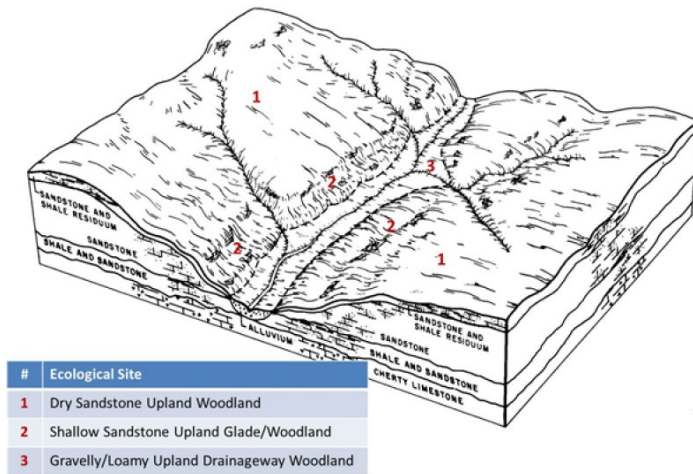 1
2
3
2
2
1
SANDSTONE AND
SHALE RESIDUUM
SANDSTONE
SHALE AND SANDSTONE
ALLUVIUM
SANDSTONE AND
SHALE RESIDUUM
SANDSTONE
SHALE AND SANDSTONE
CHERTY LIMESTONE
# Ecological Site
1 Dry Sandstone Upland Woodland
2 Shallow Sandstone Upland Glade/Woodland
3 Gravelly/Loamy Upland Drainageway Woodland